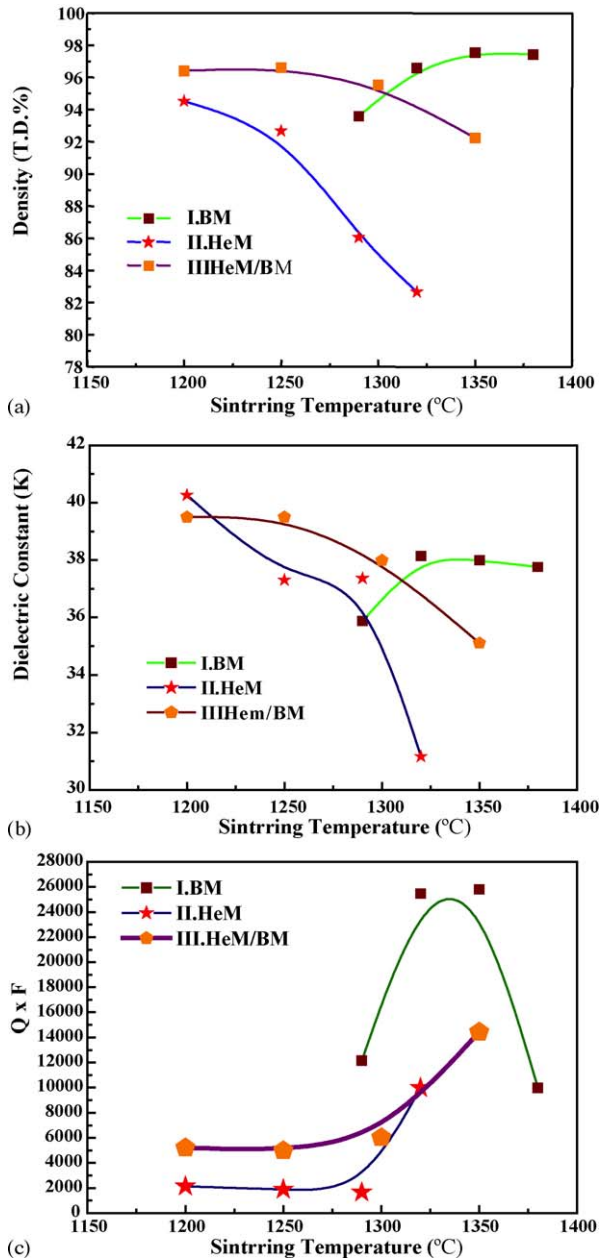 100
98
96
94
92
90
88
86
84
82
80
78
Density (T.D.%)
I.BM
II.HeM
IIIHeM/BM
1150 1200 1250 1300 1350 1400
Sintrring Temperature (°C)
(a)
42
40
38
36
34
32
30
Dielectric Constant (K)
I.BM
II.HeM
IIIHem/BM
1150 1200 1250 1300 1350 1400
Sintrring Temperature (°C)
(b)
28000
26000
24000
22000
20000
18000
16000
14000
12000
10000
8000
6000
4000
2000
0
Q x F
I.BM
II.HeM
III.HeM/BM
1150 1200 1250 1300 1350 1400
Sintrring Temperature (°C)
(c)